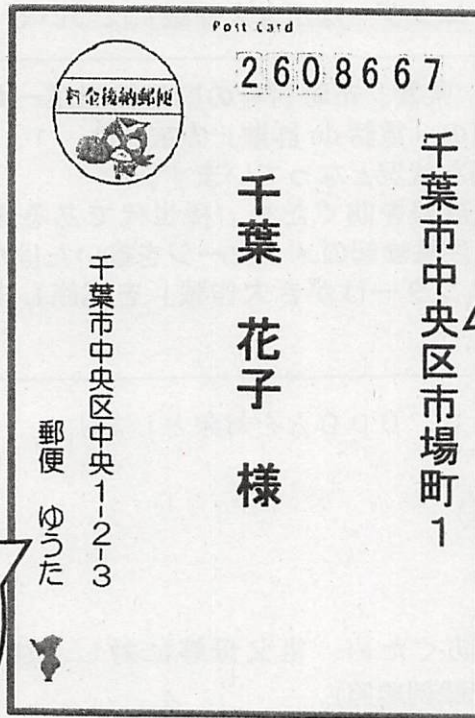 Post Card
2608667
料金後納郵便
千葉市中央区市場町1
千葉 花子 様
千葉市中央区中央1-2-3
郵便 ゆうた